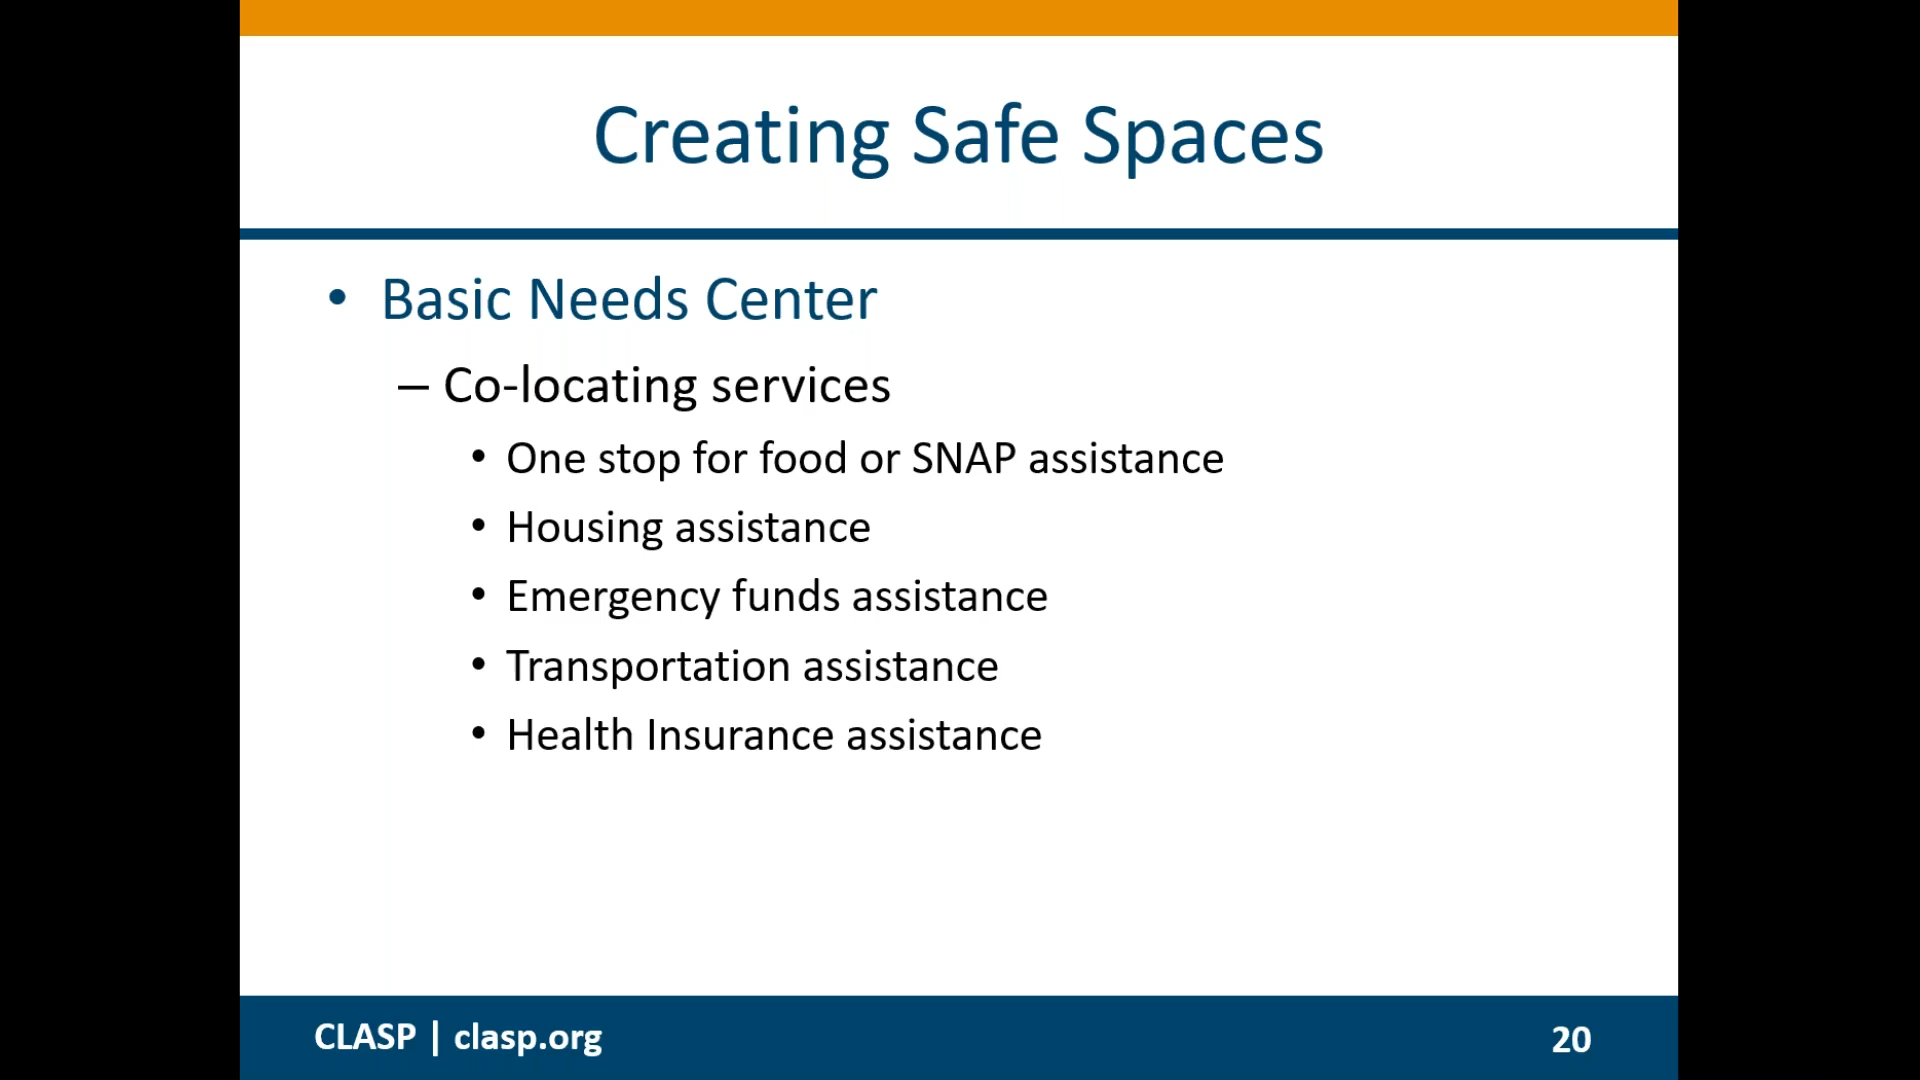 Creating Safe Spaces
• Basic Needs Center
– Co-locating services
• One stop for food or SNAP assistance
• Housing assistance
• Emergency funds assistance
• Transportation assistance
• Health Insurance assistance
CLASP | clasp.org
20